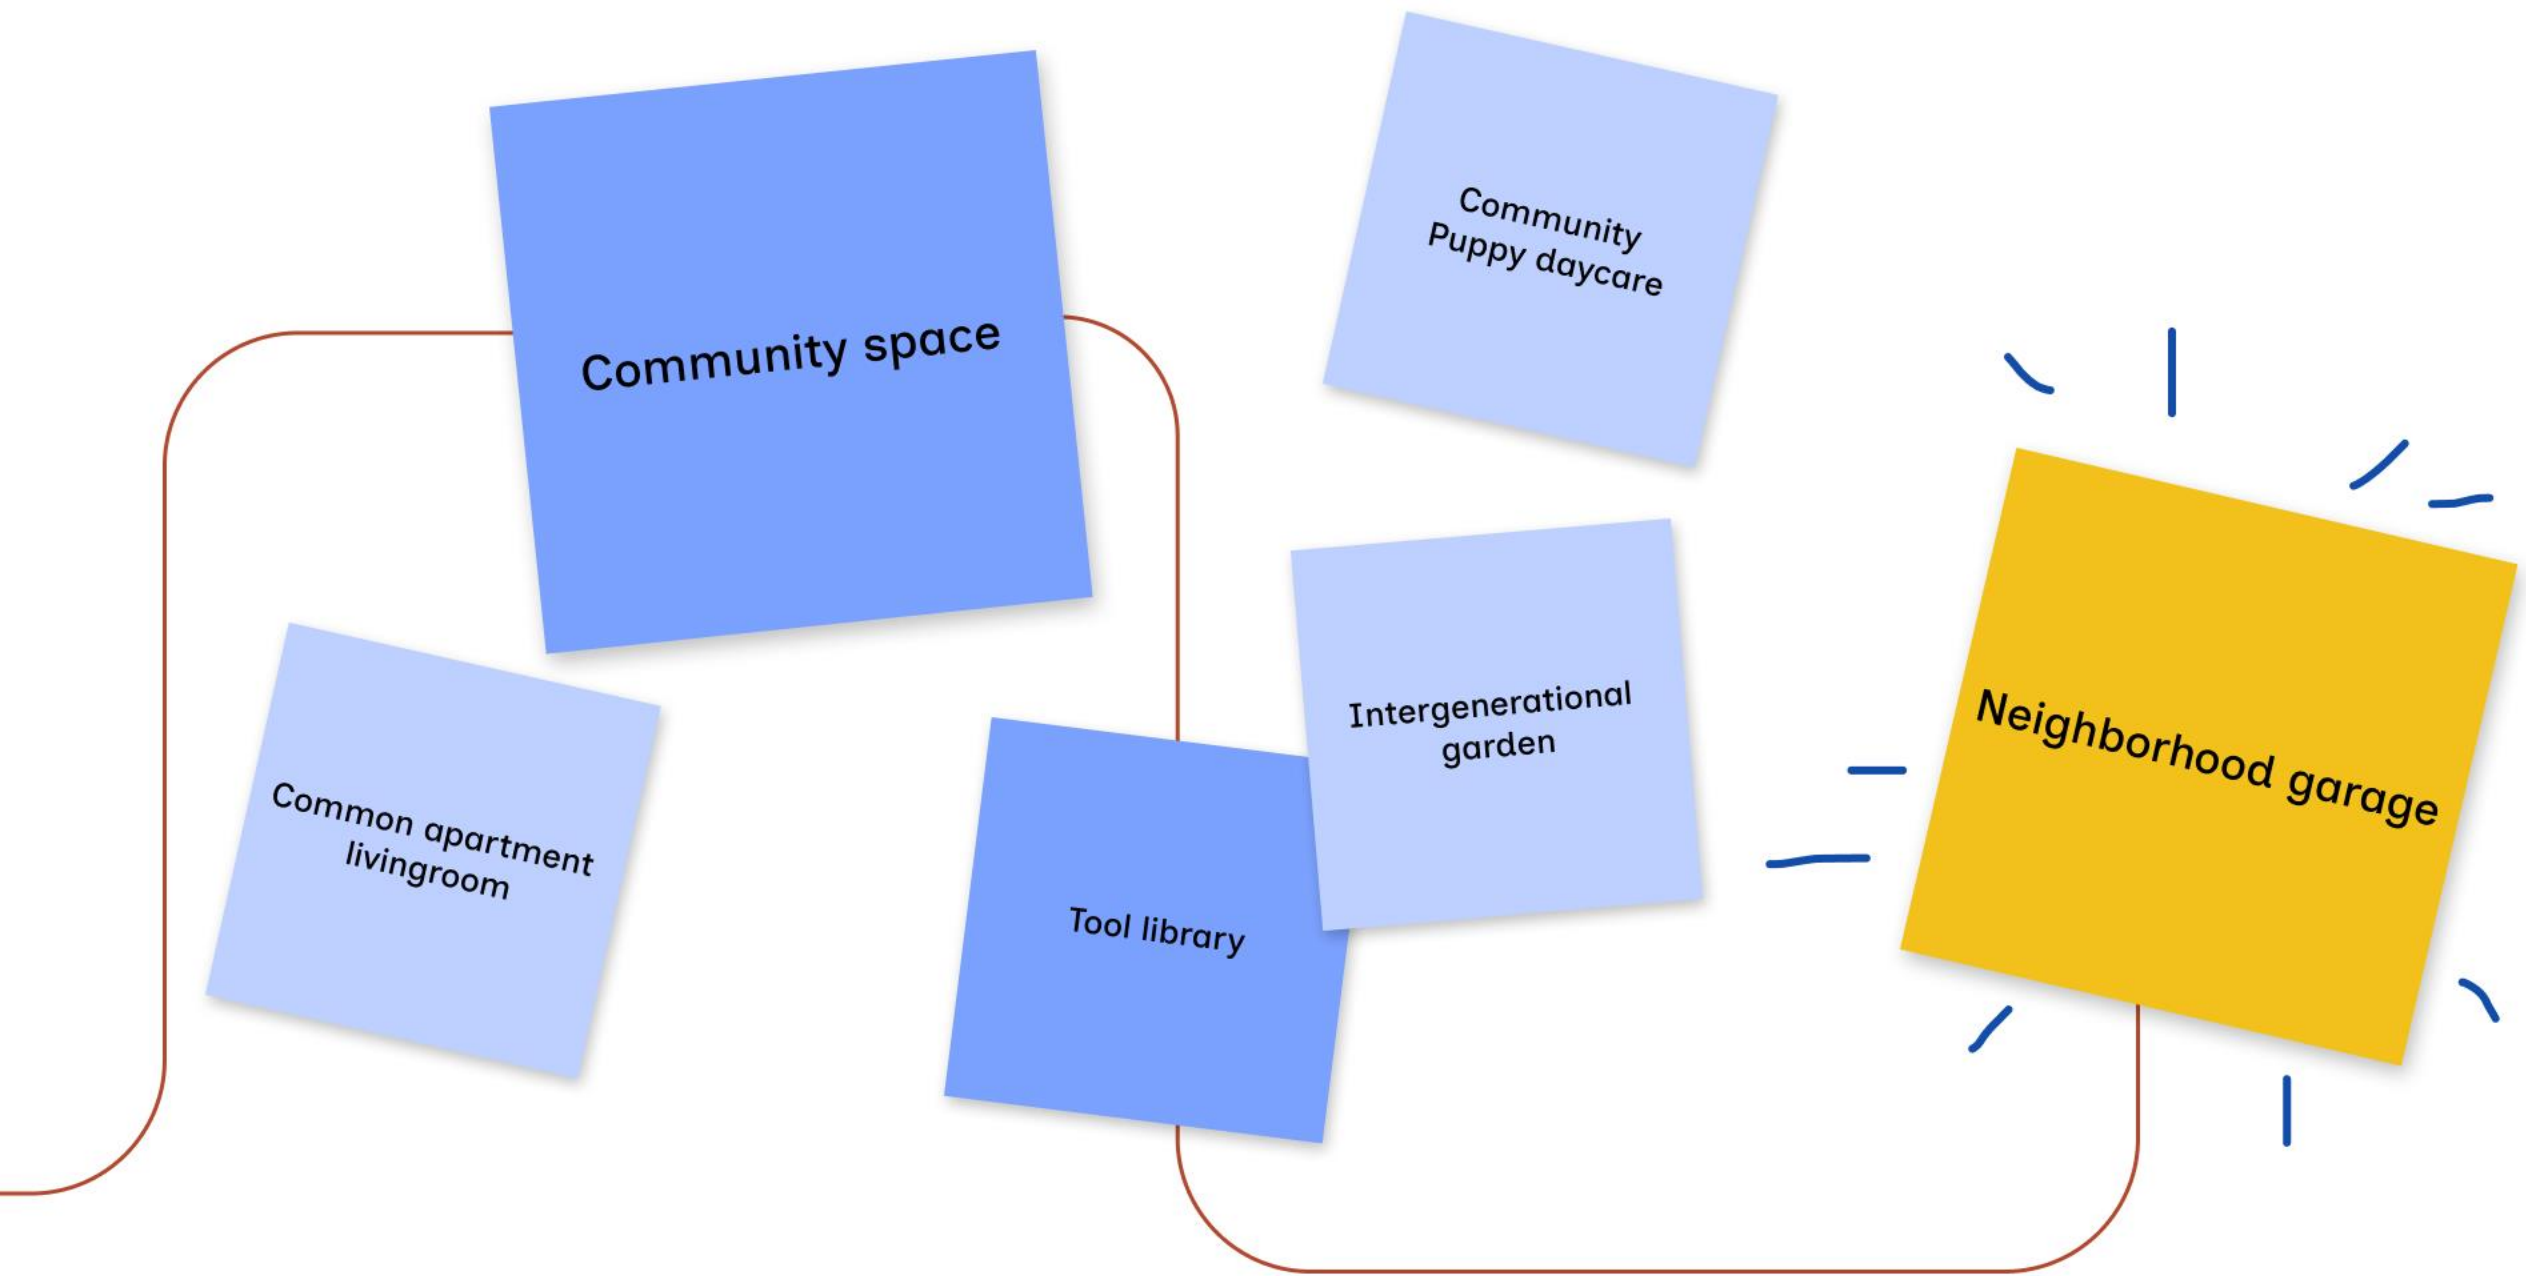 Community space
Community
Puppy daycare
Common apartment
livingroom
Tool library
Intergenerational
garden
Neighborhood garage